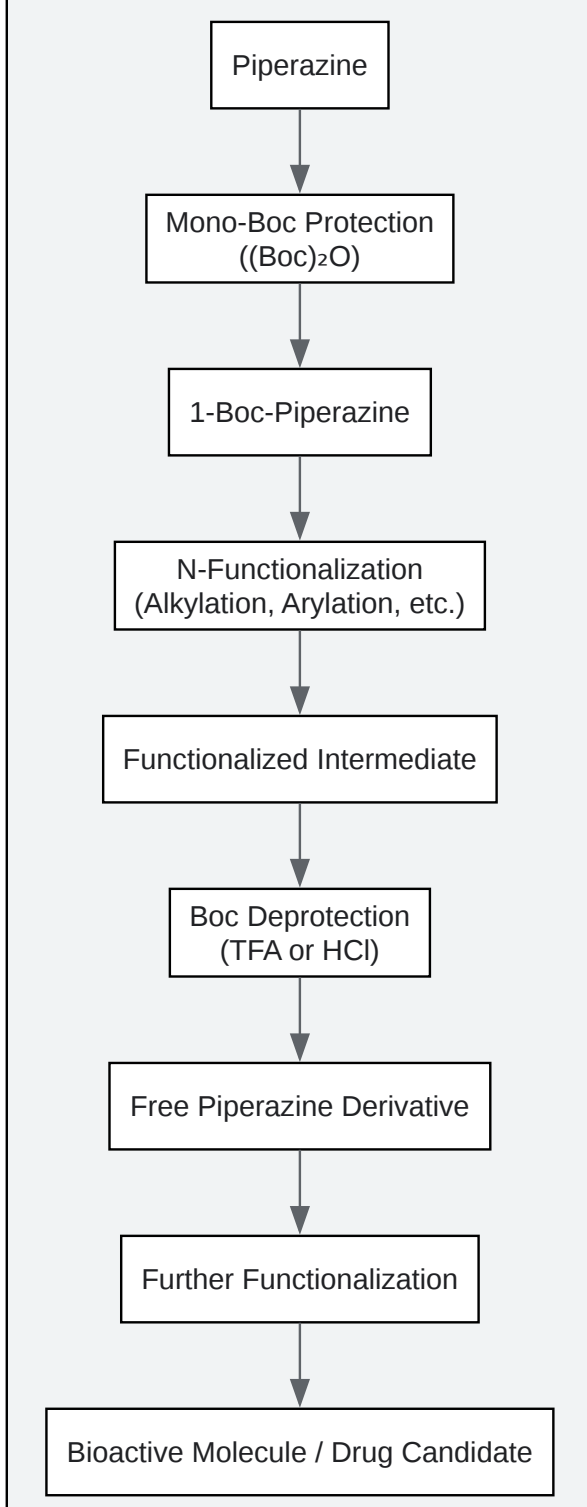 Piperazine
Mono-Boc Protection
((Boc)₂O)
1-Boc-Piperazine
N-Functionalization
(Alkylation, Arylation, etc.)
Functionalized Intermediate
Boc Deprotection
(TFA or HCl)
Free Piperazine Derivative
Further Functionalization
Bioactive Molecule / Drug Candidate